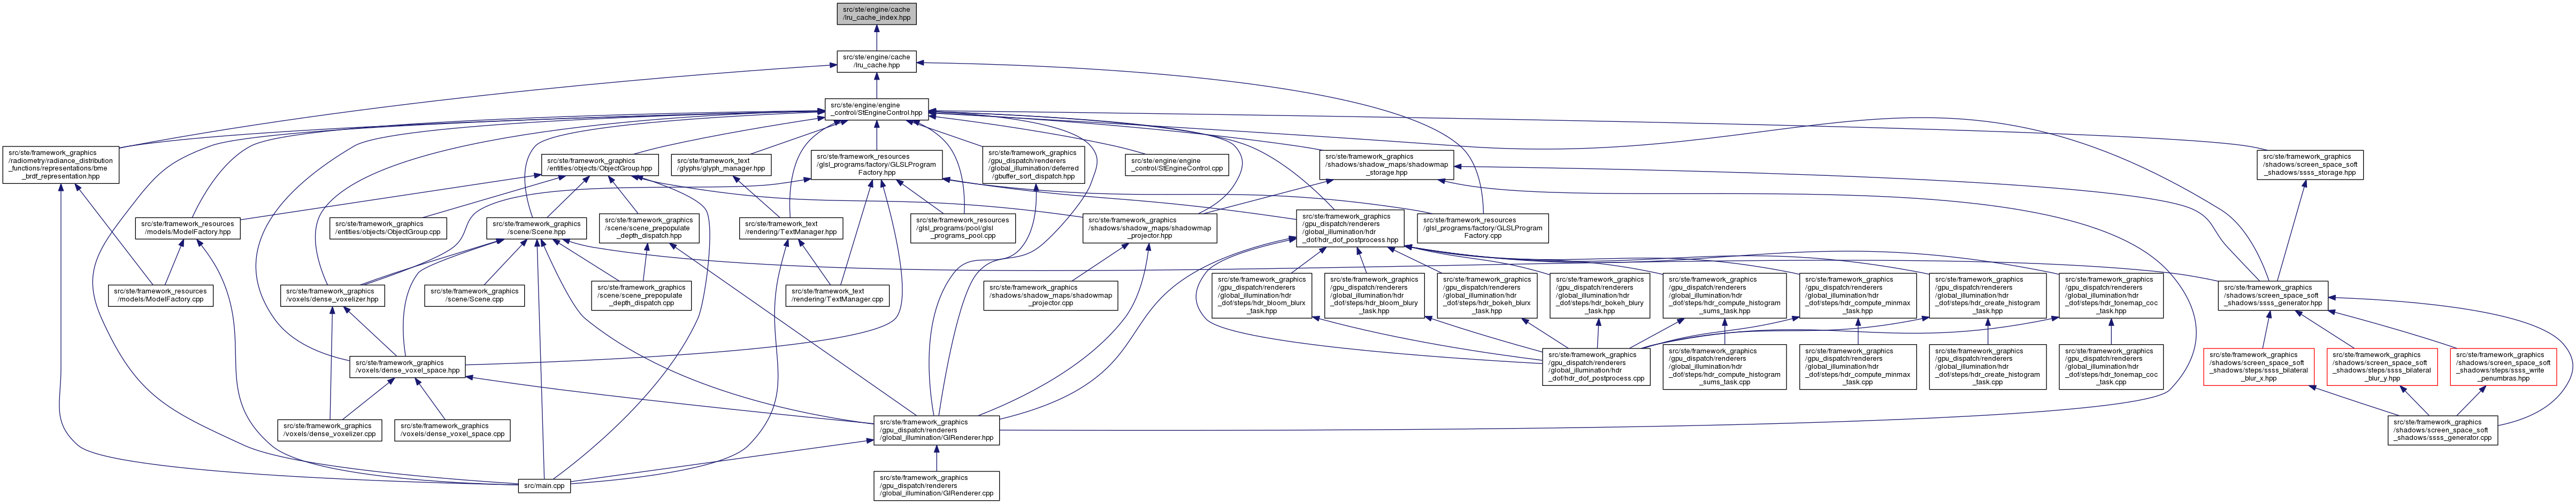 src/ste/engine/cache
/lru_cache_index.hpp
src/ste/engine/cache
/lru_cache.hpp
src/ste/engine/engine
_control/StEngineControl.hpp
src/ste/framework_graphics
/radiometry/radiance_distribution
_functions/representations/bme
_brdf_representation.hpp
src/ste/framework_graphics
/entities/objects/ObjectGroup.hpp
src/ste/framework_text
/glyphs/glyph_manager.hpp
src/ste/framework_resources
/glsl_programs/factory/GLSLProgram
Factory.hpp
src/ste/framework_graphics
/gpu_dispatch/renderers
/global_illumination/deferred
/gbuffer_sort_dispatch.hpp
src/ste/engine/engine
_control/StEngineControl.cpp
src/ste/framework_graphics
/shadows/shadow_maps/shadowmap
_storage.hpp
src/ste/framework_graphics
/shadows/screen_space_soft
_shadows/ssss_storage.hpp
src/ste/framework_resources
/models/ModelFactory.hpp
src/ste/framework_graphics
/entities/objects/ObjectGroup.cpp
src/ste/framework_graphics
/scene/Scene.hpp
src/ste/framework_graphics
/scene/scene_prepopulate
_depth_dispatch.hpp
src/ste/framework_text
/rendering/TextManager.hpp
src/ste/framework_resources
/glsl_programs/pool/glsl
_programs_pool.cpp
src/ste/framework_graphics
/shadows/shadow_maps/shadowmap
_projector.hpp
src/ste/framework_graphics
/gpu_dispatch/renderers
/global_illumination/hdr
_dof/hdr_dof_postprocess.hpp
src/ste/framework_resources
/glsl_programs/factory/GLSLProgram
Factory.cpp
src/ste/framework_resources
/models/ModelFactory.cpp
src/ste/framework_graphics
/voxels/dense_voxelizer.hpp
src/ste/framework_graphics
/scene/Scene.cpp
src/ste/framework_graphics
/scene/scene_prepopulate
_depth_dispatch.cpp
src/ste/framework_text
/rendering/TextManager.cpp
src/ste/framework_graphics
/shadows/shadow_maps/shadowmap
_projector.cpp
src/ste/framework_graphics
/gpu_dispatch/renderers
/global_illumination/hdr
_dof/steps/hdr_bloom_blurx
_task.hpp
src/ste/framework_graphics
/gpu_dispatch/renderers
/global_illumination/hdr
_dof/steps/hdr_bloom_blury
_task.hpp
src/ste/framework_graphics
/gpu_dispatch/renderers
/global_illumination/hdr
_dof/steps/hdr_bokeh_blurx
_task.hpp
src/ste/framework_graphics
/gpu_dispatch/renderers
/global_illumination/hdr
_dof/steps/hdr_bokeh_blury
_task.hpp
src/ste/framework_graphics
/gpu_dispatch/renderers
/global_illumination/hdr
_dof/steps/hdr_compute_histogram
_sums_task.hpp
src/ste/framework_graphics
/gpu_dispatch/renderers
/global_illumination/hdr
_dof/steps/hdr_compute_minmax
_task.hpp
src/ste/framework_graphics
/gpu_dispatch/renderers
/global_illumination/hdr
_dof/steps/hdr_create_histogram
_task.hpp
src/ste/framework_graphics
/gpu_dispatch/renderers
/global_illumination/hdr
_dof/steps/hdr_tonemap_coc
_task.hpp
src/ste/framework_graphics
/shadows/screen_space_soft
_shadows/ssss_generator.hpp
src/ste/framework_graphics
/voxels/dense_voxel_space.hpp
src/ste/framework_graphics
/gpu_dispatch/renderers
/global_illumination/hdr
_dof/hdr_dof_postprocess.cpp
src/ste/framework_graphics
/gpu_dispatch/renderers
/global_illumination/hdr
_dof/steps/hdr_compute_histogram
_sums_task.cpp
src/ste/framework_graphics
/gpu_dispatch/renderers
/global_illumination/hdr
_dof/steps/hdr_compute_minmax
_task.cpp
src/ste/framework_graphics
/gpu_dispatch/renderers
/global_illumination/hdr
_dof/steps/hdr_create_histogram
_task.cpp
src/ste/framework_graphics
/gpu_dispatch/renderers
/global_illumination/hdr
_dof/steps/hdr_tonemap_coc
_task.cpp
src/ste/framework_graphics
/shadows/screen_space_soft
_shadows/steps/ssss_bilateral
_blur_x.hpp
src/ste/framework_graphics
/shadows/screen_space_soft
_shadows/steps/ssss_bilateral
_blur_y.hpp
src/ste/framework_graphics
/shadows/screen_space_soft
_shadows/steps/ssss_write
_penumbras.hpp
src/ste/framework_graphics
/voxels/dense_voxelizer.cpp
src/ste/framework_graphics
/voxels/dense_voxel_space.cpp
src/ste/framework_graphics
/gpu_dispatch/renderers
/global_illumination/GIRenderer.hpp
src/ste/framework_graphics
/shadows/screen_space_soft
_shadows/ssss_generator.cpp
src/main.cpp
src/ste/framework_graphics
/gpu_dispatch/renderers
/global_illumination/GIRenderer.cpp